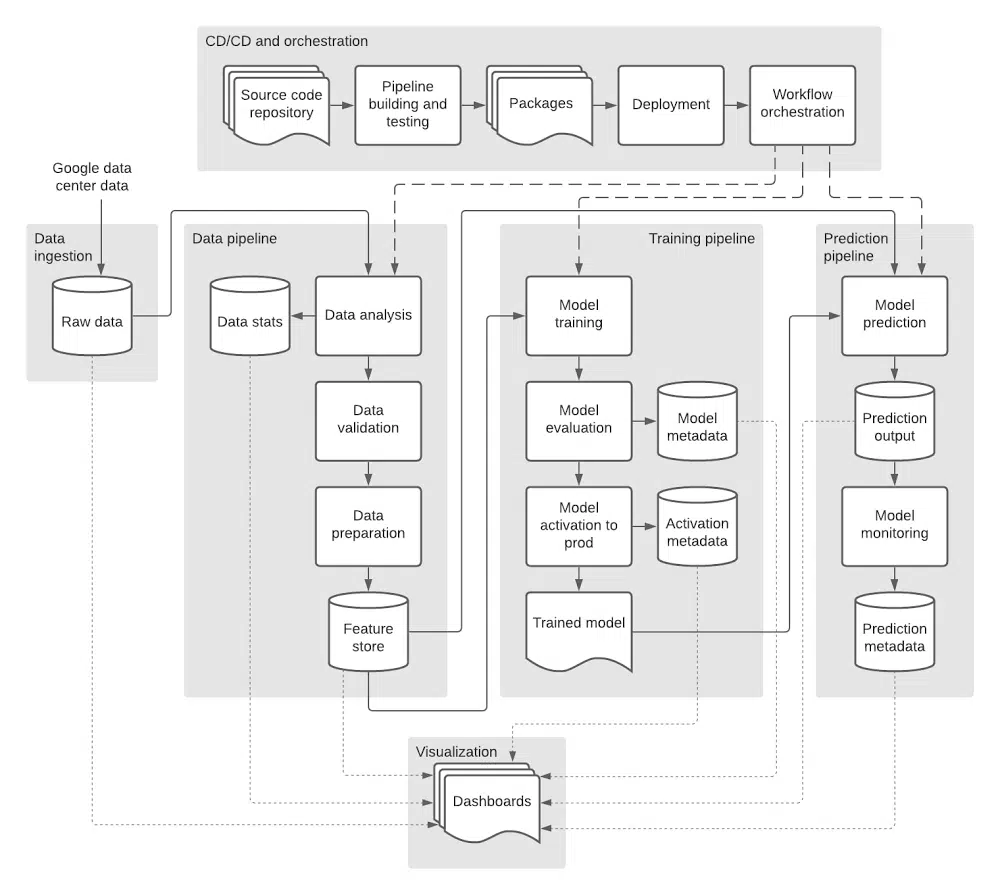 CD/CD and orchestration
Source code
repository
Pipeline
building and
testing
Packages
Deployment
Workflow
orchestration
Google data
center data
Data
ingestion
Raw data
Data pipeline
Data stats
Data analysis
Data
validation
Data
preparation
Feature
store
Training pipeline
Model
training
Model
evaluation
Model
metadata
Model
activation to
prod
Activation
metadata
Trained model
Prediction
pipeline
Model
prediction
Prediction
output
Model
monitoring
Prediction
metadata
Visualization
Dashboards